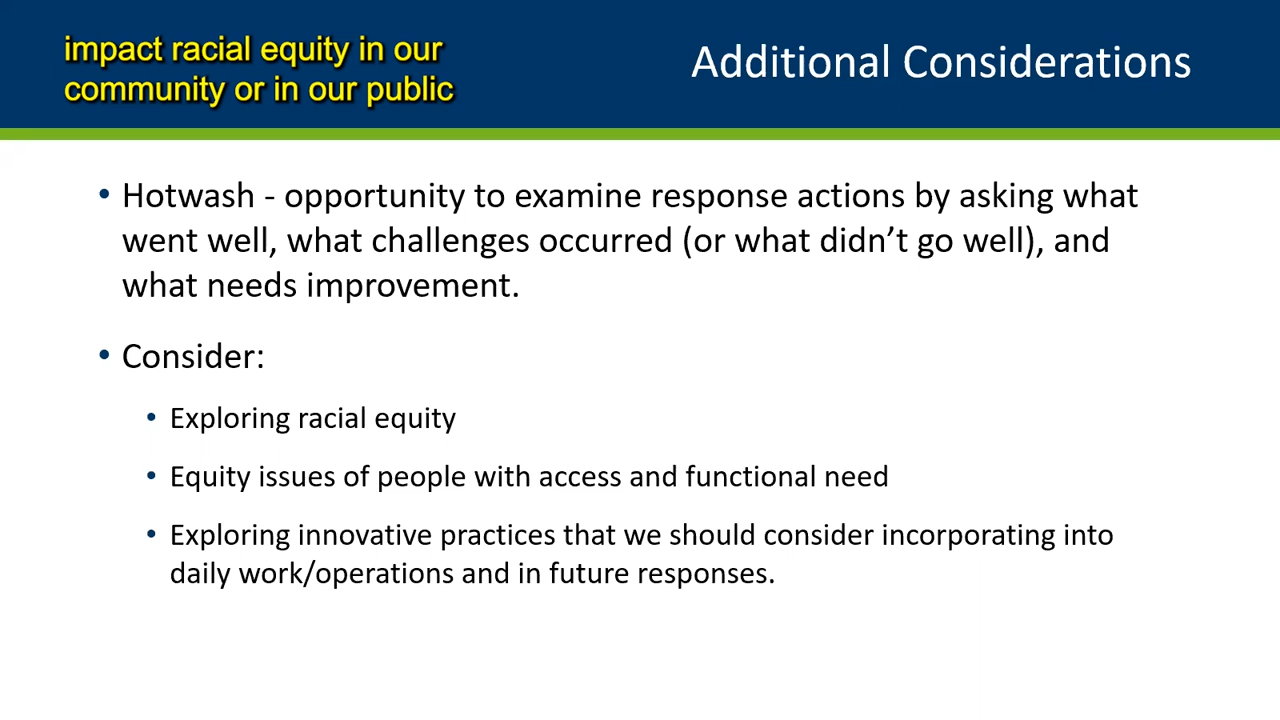 impact racial equity in our
community or in our public
Additional Considerations
• Hotwash - opportunity to examine response actions by asking what
went well, what challenges occurred (or what didn’t go well), and
what needs improvement.
• Consider:
• Exploring racial equity
• Equity issues of people with access and functional need
• Exploring innovative practices that we should consider incorporating into
daily work/operations and in future responses.